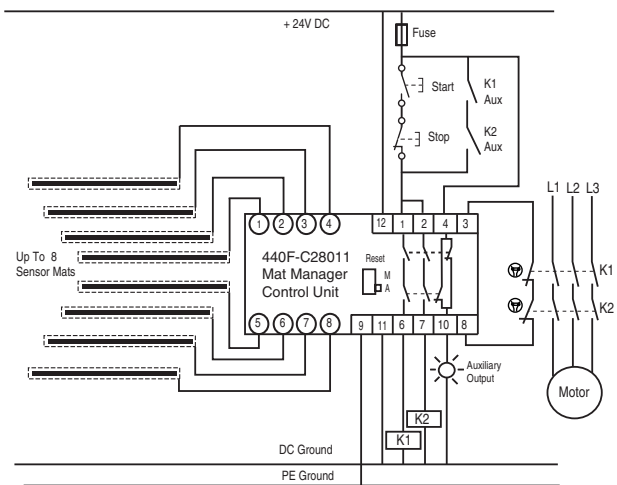 + 24V DC
Fuse
Start
K1
Aux
Stop
K2
Aux
L1 L2 L3
1 2 3 4
12 1 2 4 3
Up To 8
Sensor Mats
440F-C28011
Mat Manager
Control Unit
Reset
M
A
K1
K2
5 6 7 8
9 11 6 7 10 8
Auxiliary
Output
Motor
K2
K1
DC Ground
PE Ground